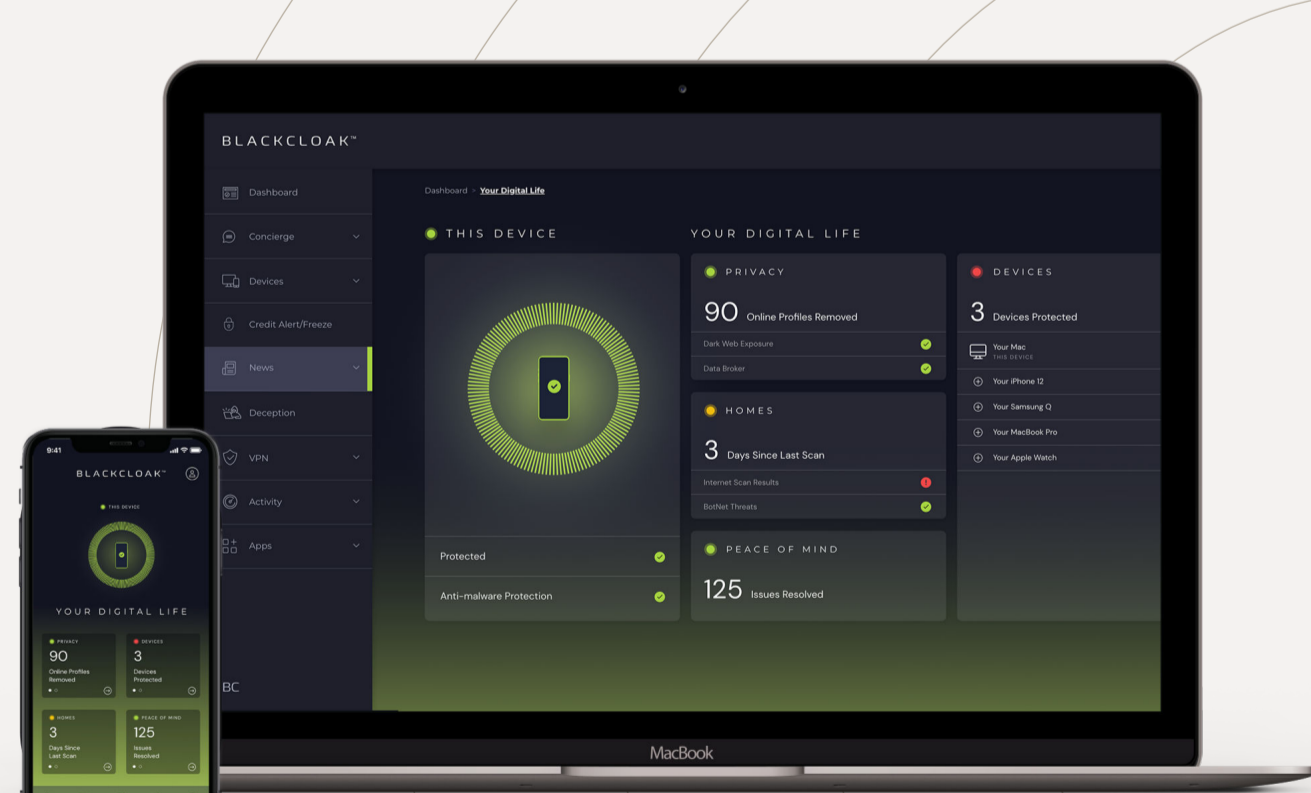 BLACKCLOAK™
Dashboard
Concierge
Devices
Credit Alert/Freeze
News
Deception
VPN
Activity
Apps
BC
Dashboard > Your Digital Life
THIS DEVICE
Protected
Anti-malware Protection
YOUR DIGITAL LIFE
PRIVACY
90 Online Profiles Removed
Dark Web Exposure
Data Broker
HOMES
3 Days Since Last Scan
Internet Scan Results
BotNet Threats
PEACE OF MIND
125 Issues Resolved
DEVICES
3 Devices Protected
Your Mac
THIS DEVICE
Your iPhone 12
Your Samsung Q
Your MacBook Pro
Your Apple Watch
MacBook
9:41
BLACKCLOAK™
THIS DEVICE
YOUR DIGITAL LIFE
PRIVACY
90
Online Profiles
Removed
DEVICES
3
Devices
Protected
HOMES
3
Days Since
Last Scan
PEACE OF MIND
125
Issues
Resolved